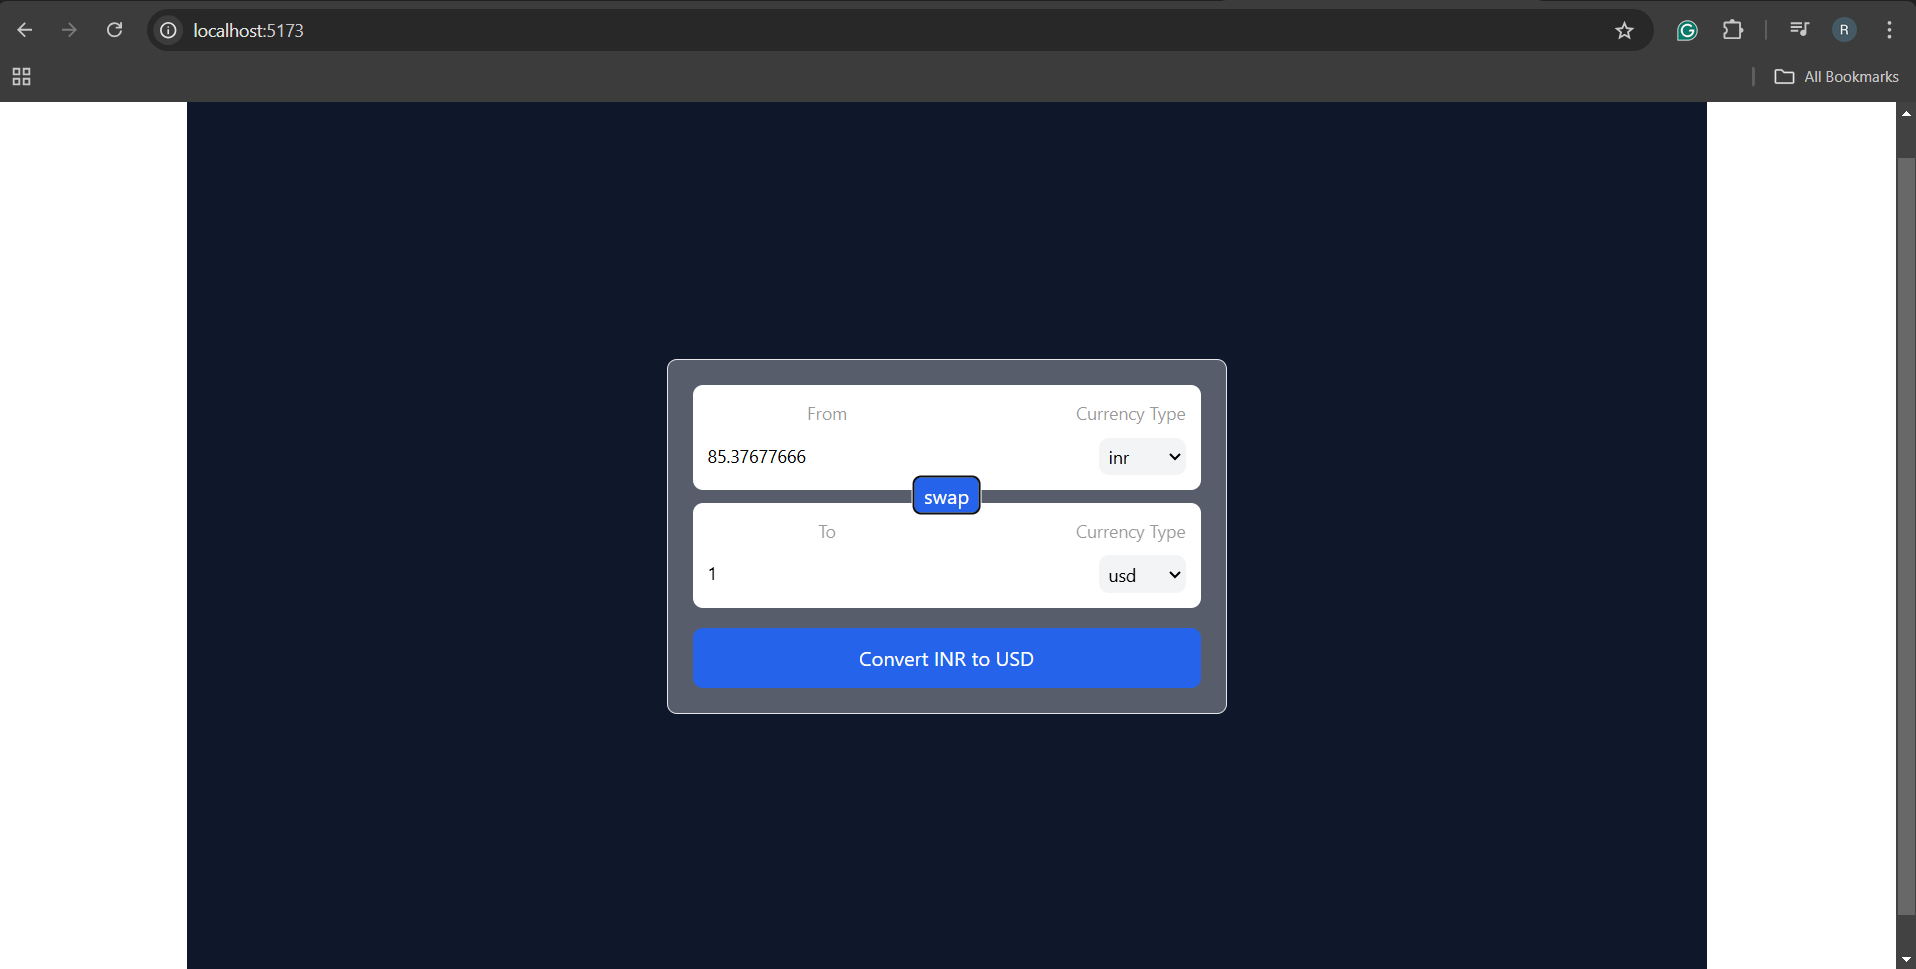 localhost:5173
R
All Bookmarks
From Currency Type
85.37677666 inr
swap
To Currency Type
1 usd
Convert INR to USD